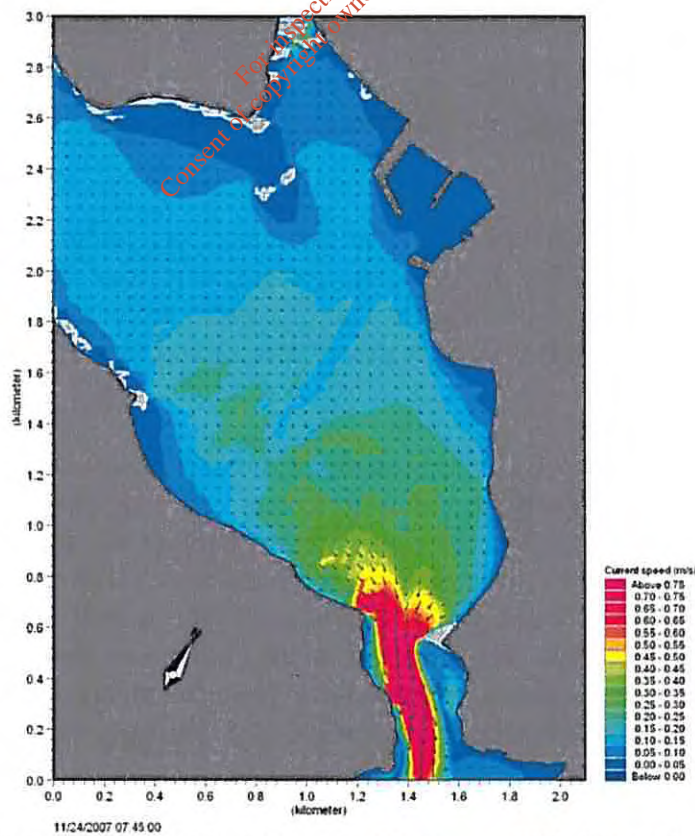 For inspec
Consent of copyright own
3.0
2.8
2.6
2.4
2.2
2.0
1.8
1.6
1.4
1.2
1.0
0.8
0.6
0.4
0.2
0.0
(kilometer)
0.0 0.2 0.4 0.6 0.8 1.0 1.2 1.4 1.6 1.8 2.0
(kilometer)
11/24/2007 07:45:00
Current speed (m/s)
Above 0.75
0.70 - 0.75
0.65 - 0.70
0.60 - 0.65
0.55 - 0.60
0.50 - 0.55
0.45 - 0.50
0.40 - 0.45
0.35 - 0.40
0.30 - 0.35
0.25 - 0.30
0.20 - 0.25
0.15 - 0.20
0.10 - 0.15
0.05 - 0.10
0.00 - 0.05
Below 0.00